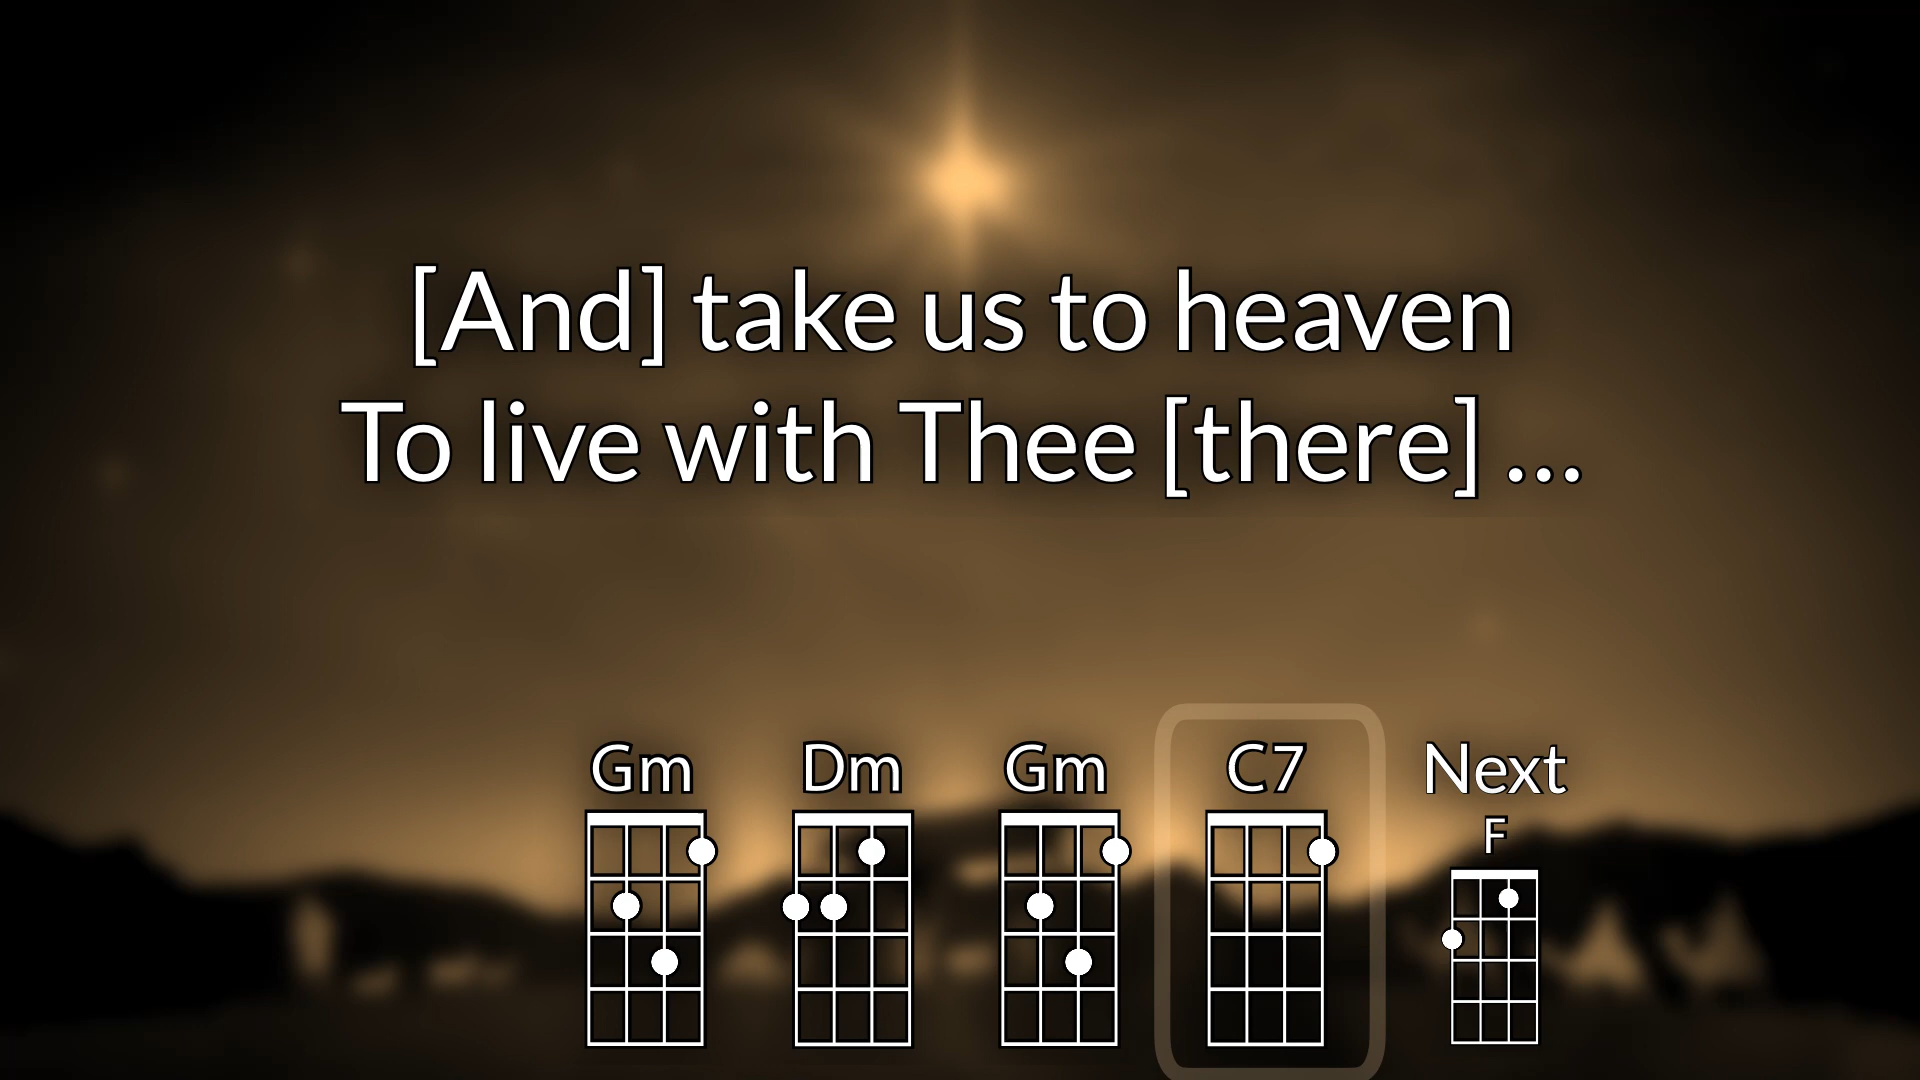 [And] take us to heaven
To live with Thee [there] ...
Gm Dm Gm C7 Next
F